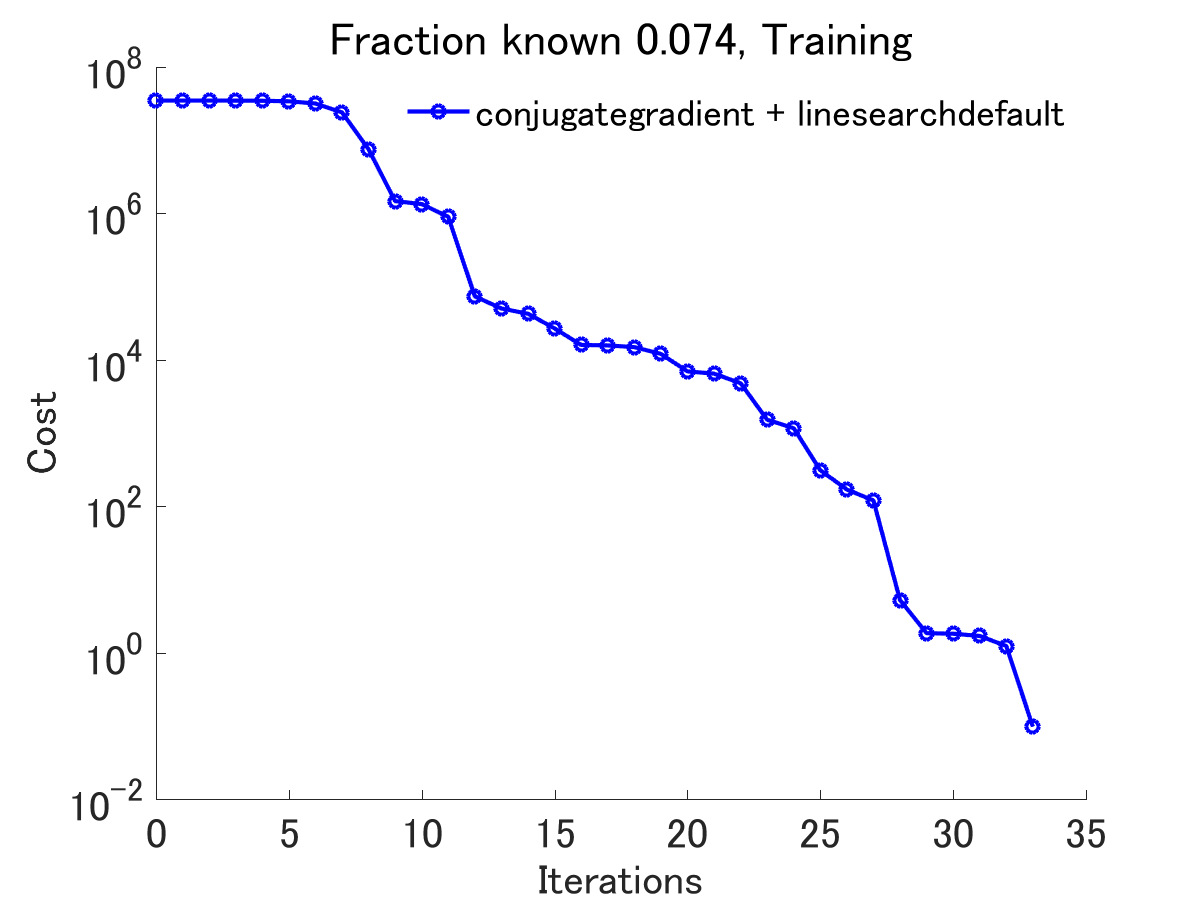 Fraction known 0.074, Training
conjugategradient + linesearchdefault
10^8
10^6
10^4
10^2
10^0
10^-2
Cost
0 5 10 15 20 25 30 35
Iterations